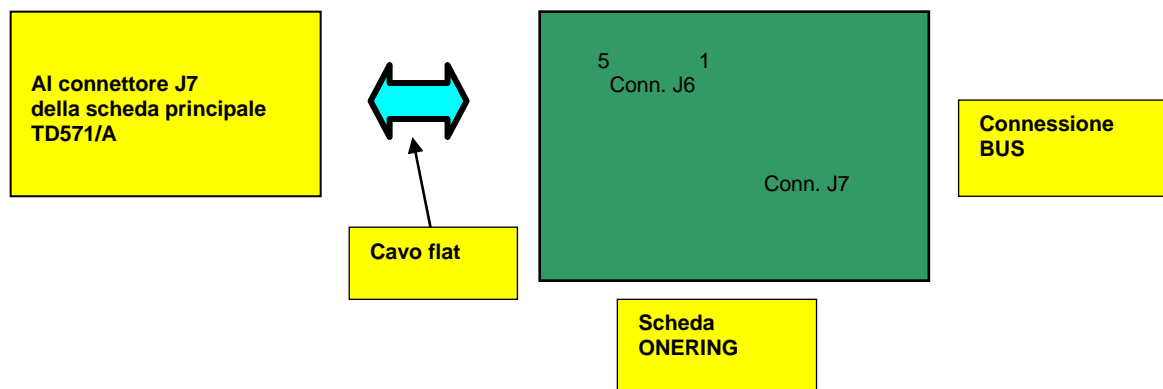 Al connettore J7
della scheda principale
TD571/A
5 1
Conn. J6
Conn. J7
Connessione
BUS
Cavo flat
Scheda
ONERING